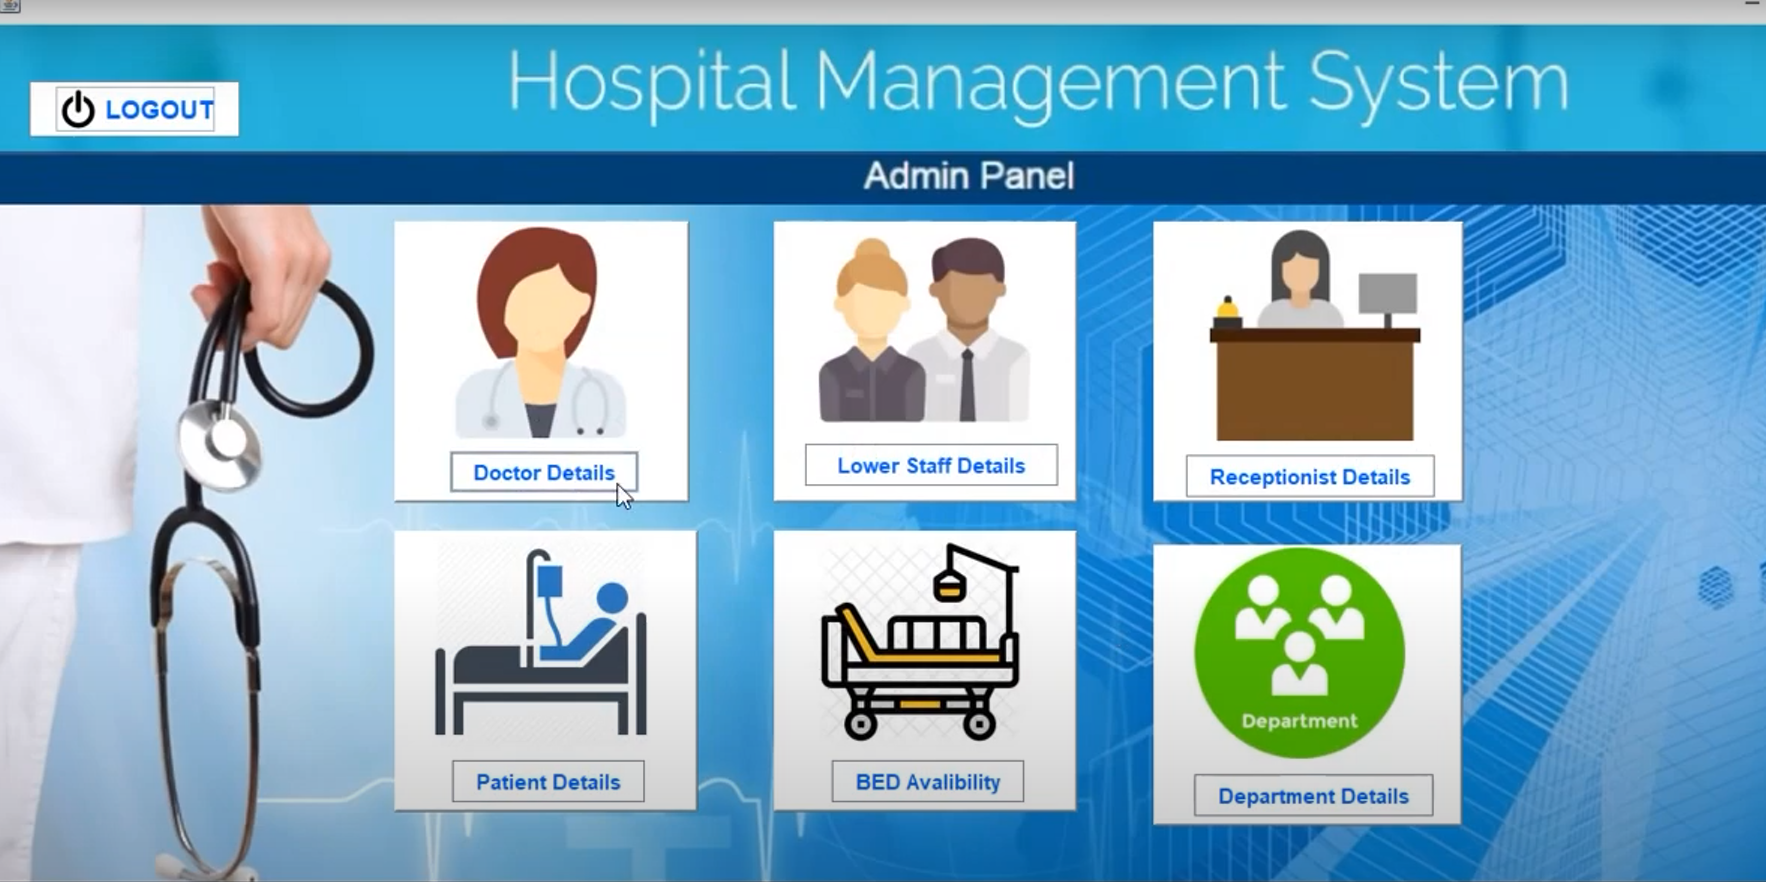 Hospital Management System
LOGOUT
Admin Panel
Doctor Details
Lower Staff Details
Receptionist Details
Department
Patient Details
BED Avalibility
Department Details